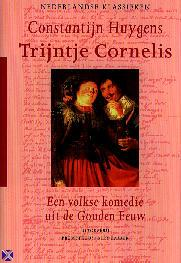 NEDERLANDSE KLASSIEKEN
Constantijn Huygens
Trijntje Cornelis
Een volkse komedie
uit de Gouden Eeuw